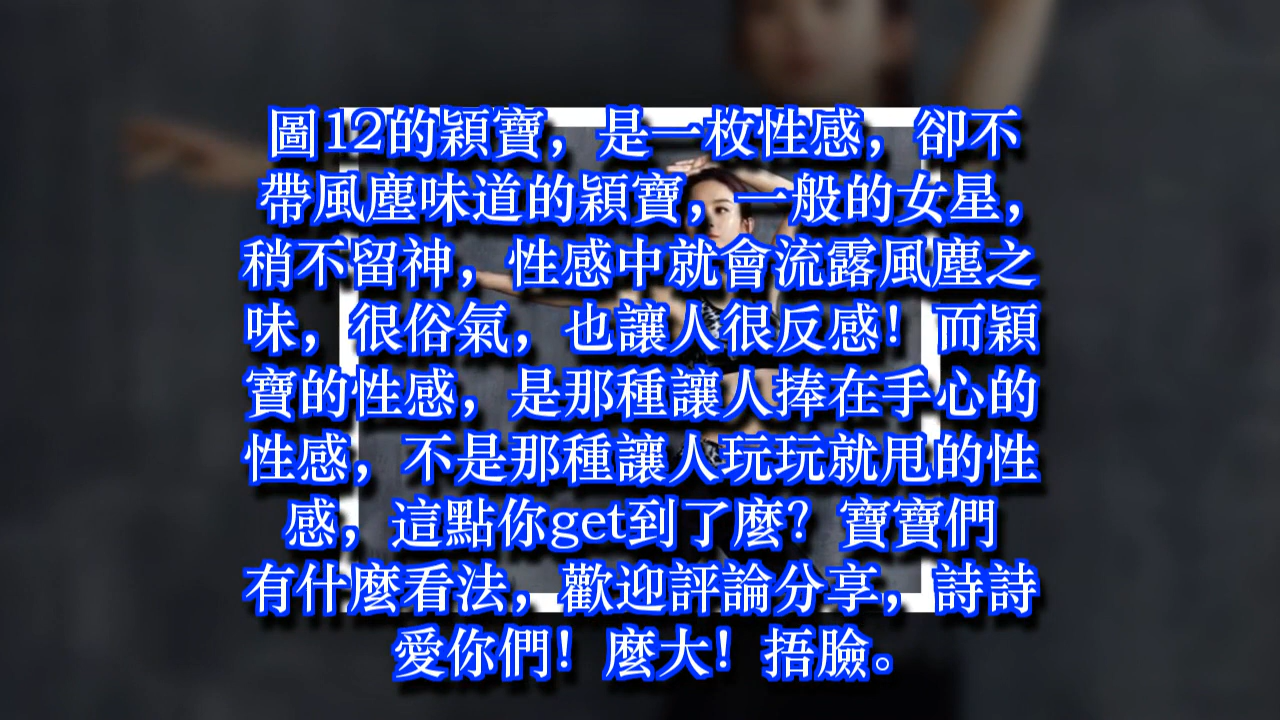 圖12的穎寶，是一枚性感，卻不
帶風塵味道的穎寶，一般的女星，
稍不留神，性感中就會流露風塵之
味，很俗氣，也讓人很反感！而穎
寶的性感，是那種讓人捧在手心的
性感，不是那種讓人玩玩就甩的性
感，這點你get到了麼？寶寶們
有什麼看法，歡迎評論分享，詩詩
愛你們！麼大！捂臉。